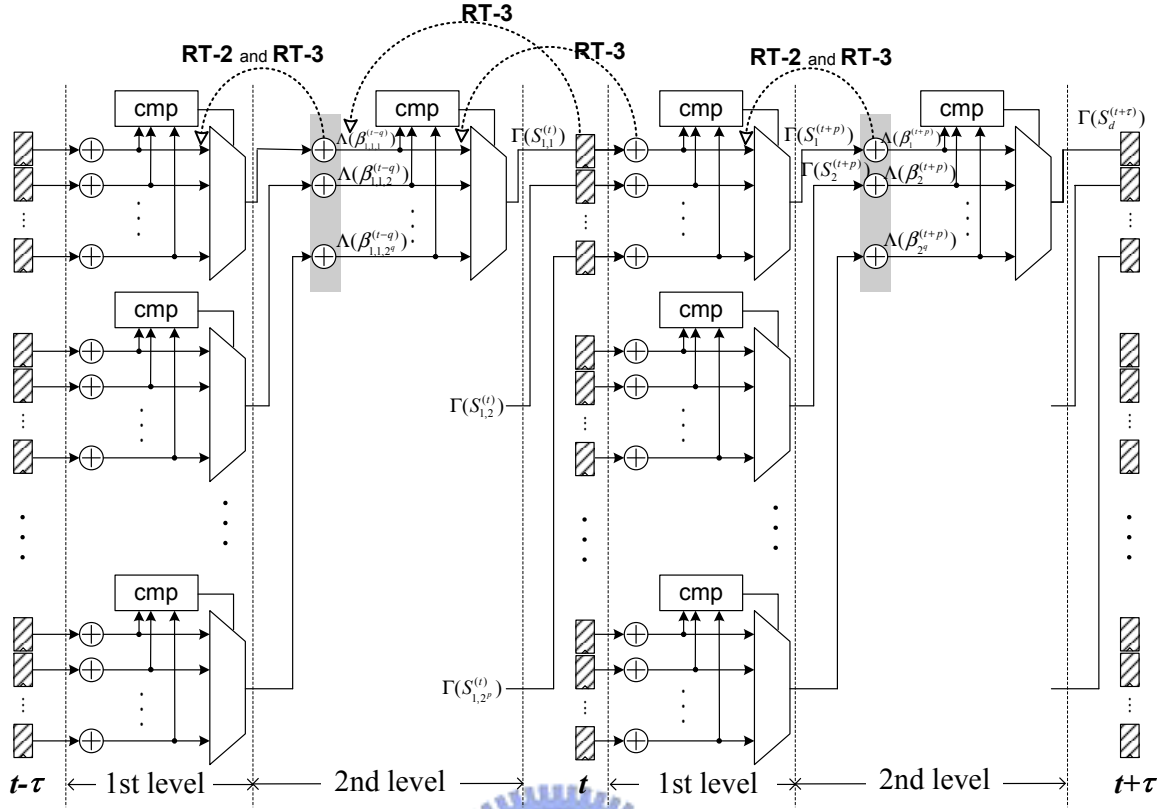 RT-3
RT-3
RT-2 and RT-3
RT-2 and RT-3
cmp
cmp
cmp
cmp
Λ(β_{1,1,1}^{(t-q)})
Λ(β_{1,1,2}^{(t-q)})
Λ(β_{1,1,2^q}^{(t-q)})
Γ(S_{1,1}^{(t)})
Γ(S_1^{(t+p)})
Γ(S_2^{(t+p)})
Λ(β_1^{(t+p)})
Λ(β_2^{(t+p)})
Λ(β_{2^q}^{(t+p)})
Γ(S_d^{(t+τ)})
cmp
cmp
Γ(S_{1,2}^{(t)})
cmp
cmp
Γ(S_{1,2^p}^{(t)})
t-τ
1st level
2nd level
t
1st level
2nd level
t+τ